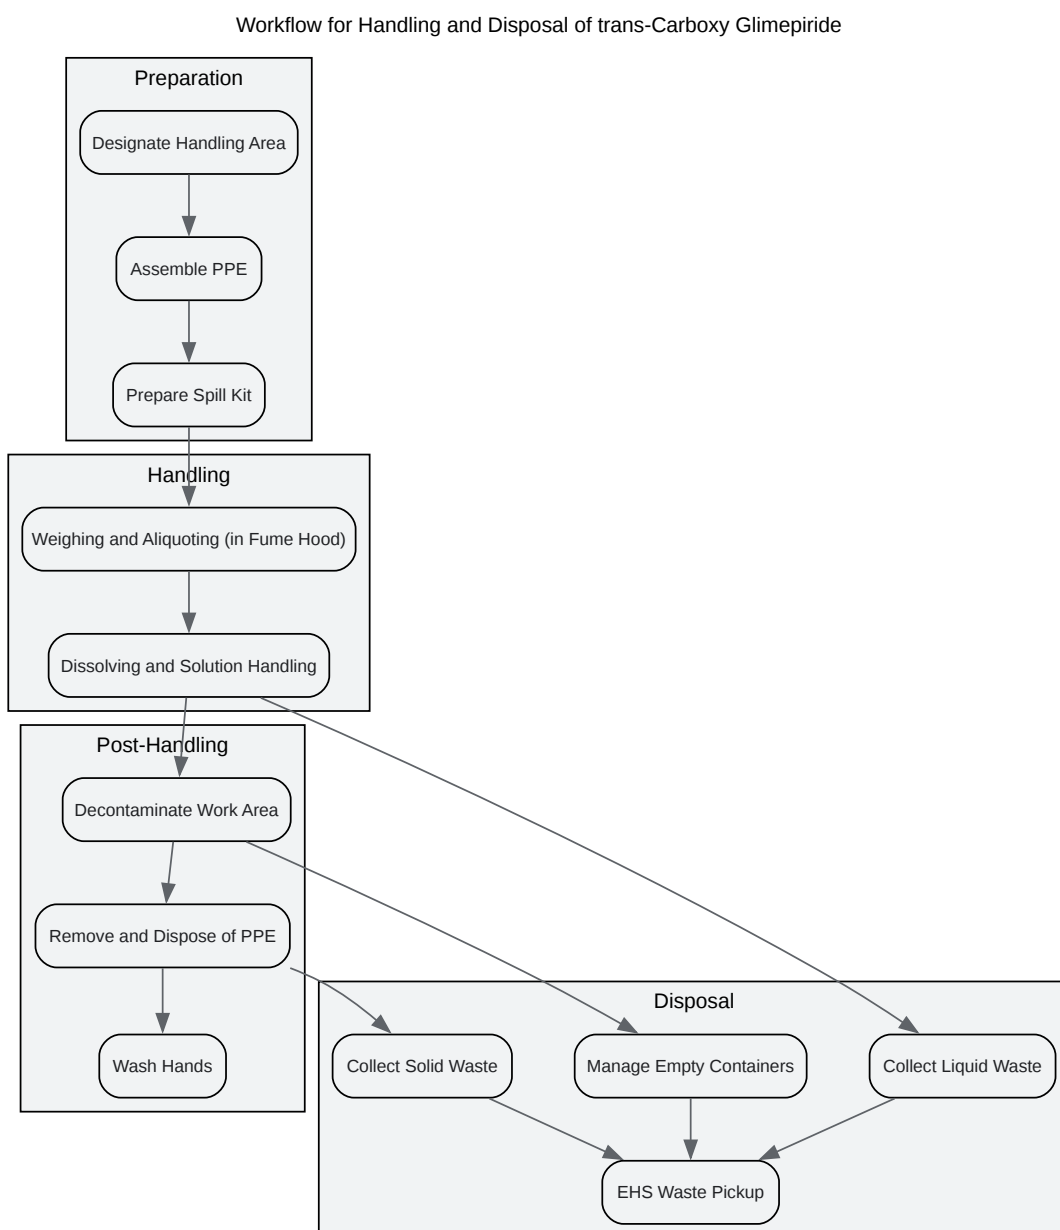 Workflow for Handling and Disposal of trans-Carboxy Glimepiride
Preparation
Designate Handling Area
Assemble PPE
Prepare Spill Kit
Handling
Weighing and Aliquoting (in Fume Hood)
Dissolving and Solution Handling
Post-Handling
Decontaminate Work Area
Remove and Dispose of PPE
Wash Hands
Disposal
Collect Solid Waste
Manage Empty Containers
Collect Liquid Waste
EHS Waste Pickup